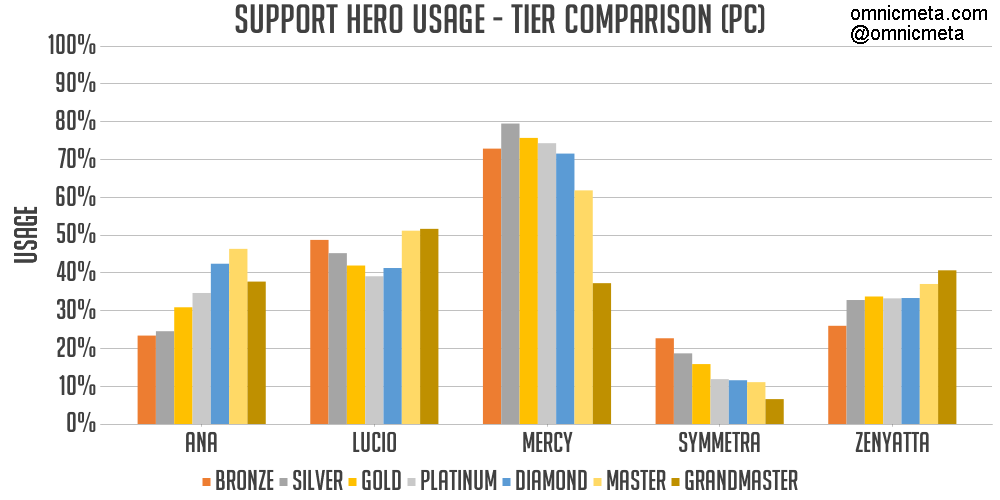 SUPPORT HERO USAGE - TIER COMPARISON (PC)
omnicmeta.com
@omnicmeta
100%
90%
80%
70%
60%
50%
40%
30%
20%
10%
0%
USAGE
ANA LUCIO MERCY SYMMETRA ZENYATTA
BRONZE SILVER GOLD PLATINUM DIAMOND MASTER GRANDMASTER